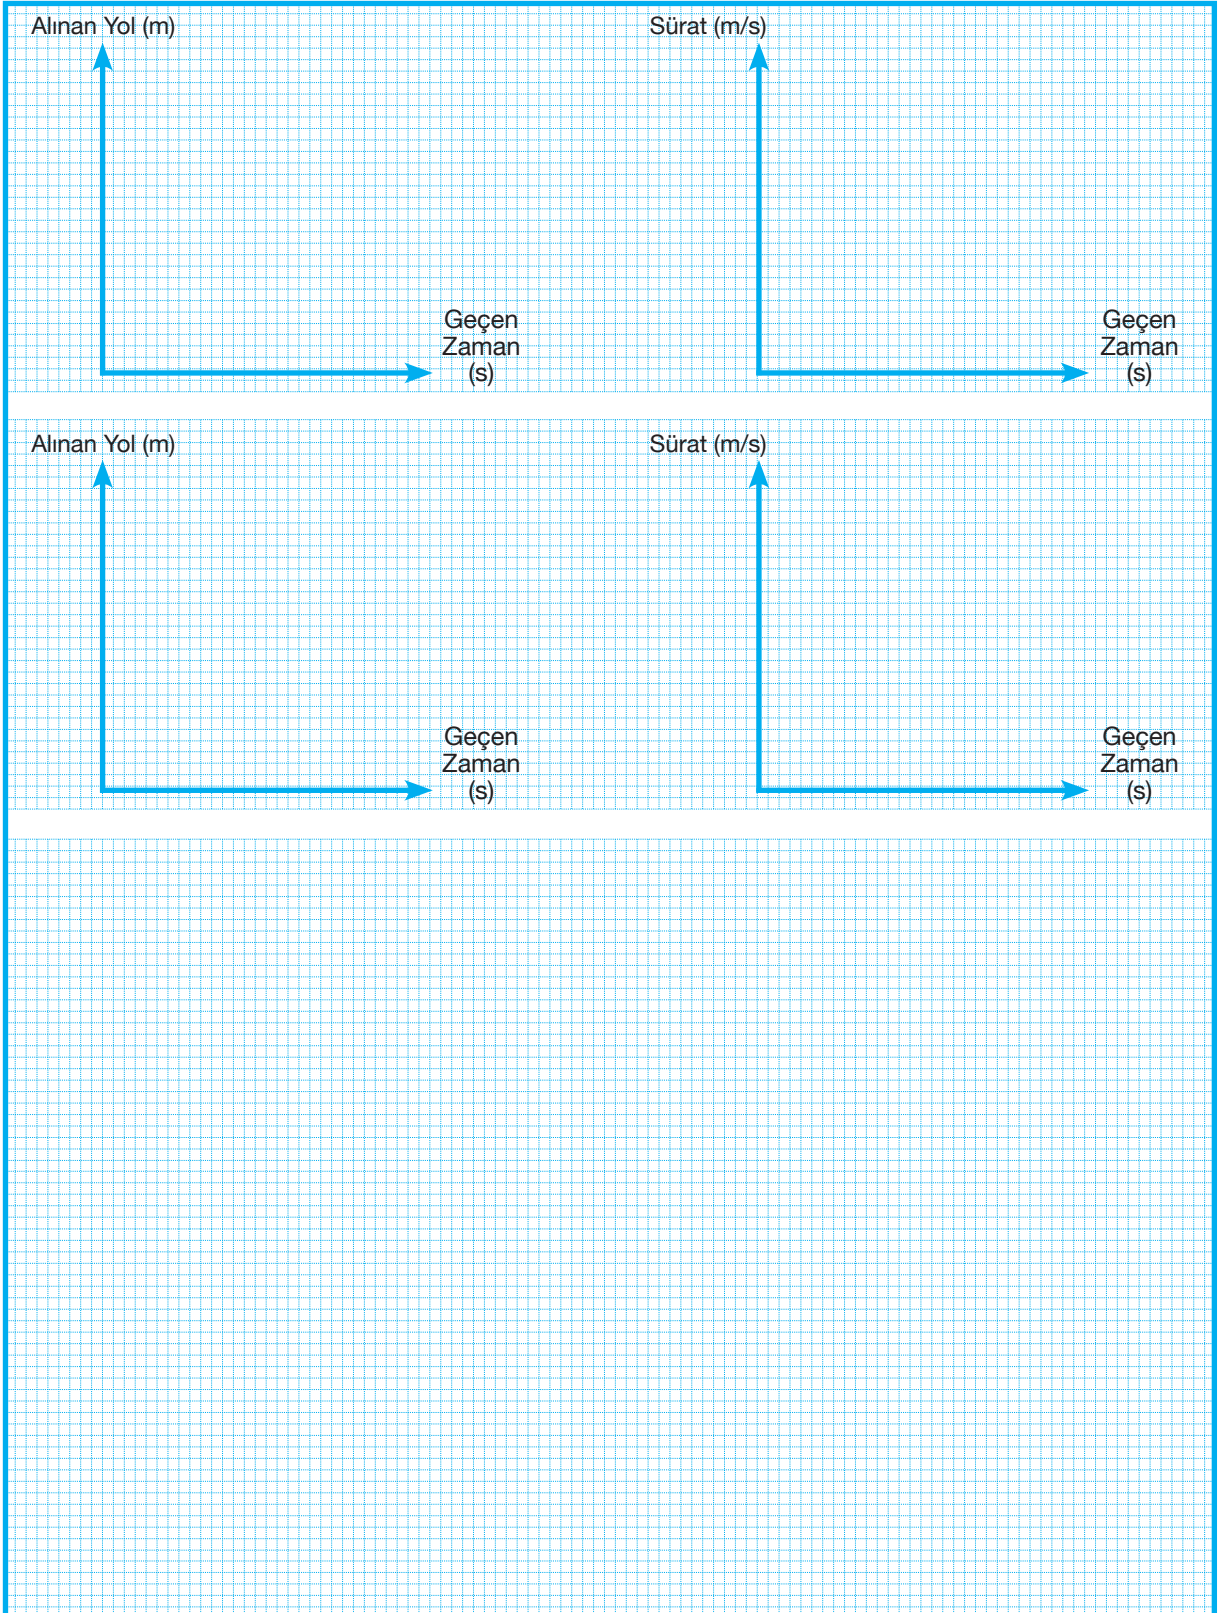 Alınan Yol (m)
Sürat (m/s)
Geçen
Zaman
(s)
Geçen
Zaman
(s)
Alınan Yol (m)
Sürat (m/s)
Geçen
Zaman
(s)
Geçen
Zaman
(s)